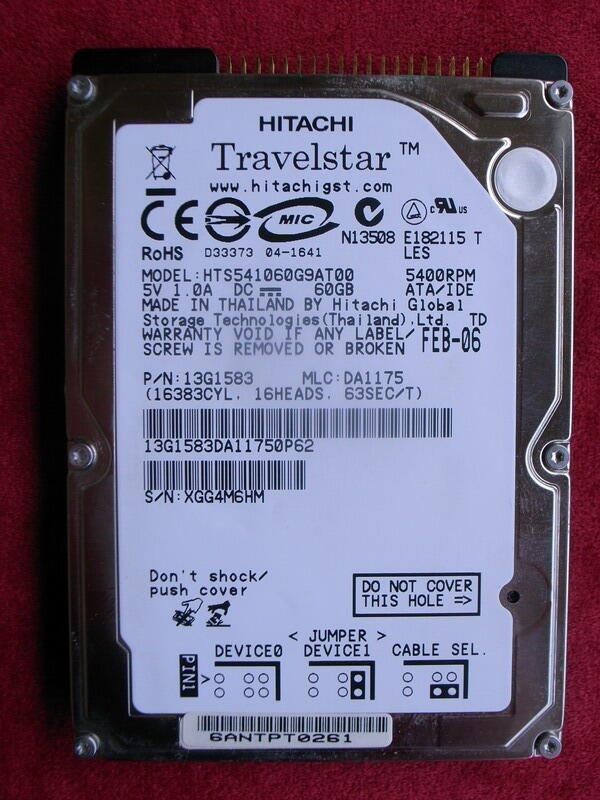 HITACHI
Travelstar™
www.hitachigst.com
CE MIC c UL us
N13508 E182115 T
RoHS D33373 04-1641 LES
MODEL:HTS541060G9AT00 5400RPM
5V 1.0A DC 60GB ATA/IDE
MADE IN THAILAND BY Hitachi Global
Storage Technologies(Thailand),Ltd. TD
WARRANTY VOID IF ANY LABEL/ FEB-06
SCREW IS REMOVED OR BROKEN
P/N:13G1583 MLC:DA1175
(16383CYL. 16HEADS. 63SEC/T)
13G1583DA11750P62
S/N:XGG4M6HM
Don't shock/
push cover
DO NOT COVER
THIS HOLE =>
< JUMPER >
DEVICE0 DEVICE1 CABLE SEL.
PIN1 >
6ANTPT0261